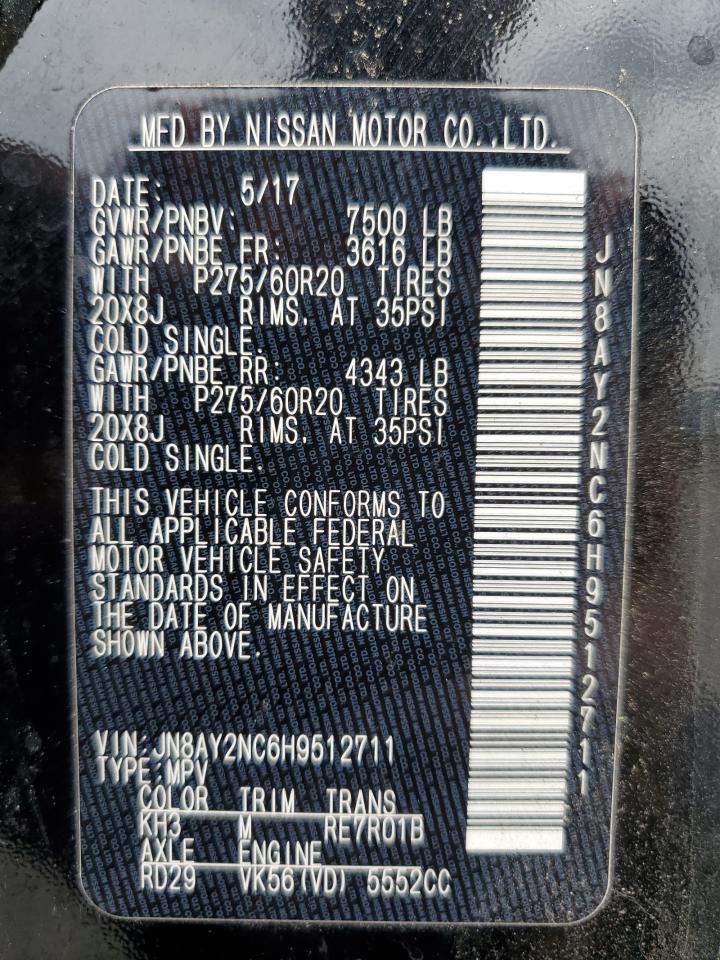 MFD BY NISSAN MOTOR CO.,LTD.
DATE: 5/17
GVWR/PNBV: 7500 LB
GAWR/PNBE FR: 3616 LB
WITH P275/60R20 TIRES
20X8J RIMS. AT 35PSI
COLD SINGLE.
GAWR/PNBE RR: 4343 LB
WITH P275/60R20 TIRES
20X8J RIMS. AT 35PSI
COLD SINGLE.
THIS VEHICLE CONFORMS TO
ALL APPLICABLE FEDERAL
MOTOR VEHICLE SAFETY
STANDARDS IN EFFECT ON
THE DATE OF MANUFACTURE
SHOWN ABOVE.
VIN:JN8AY2NC6H9512711
TYPE:MPV
COLOR TRIM TRANS
KH3 M RE7R01B
AXLE ENGINE
RD29 VK56(VD) 5552CC
JN8AY2NC6H9512711